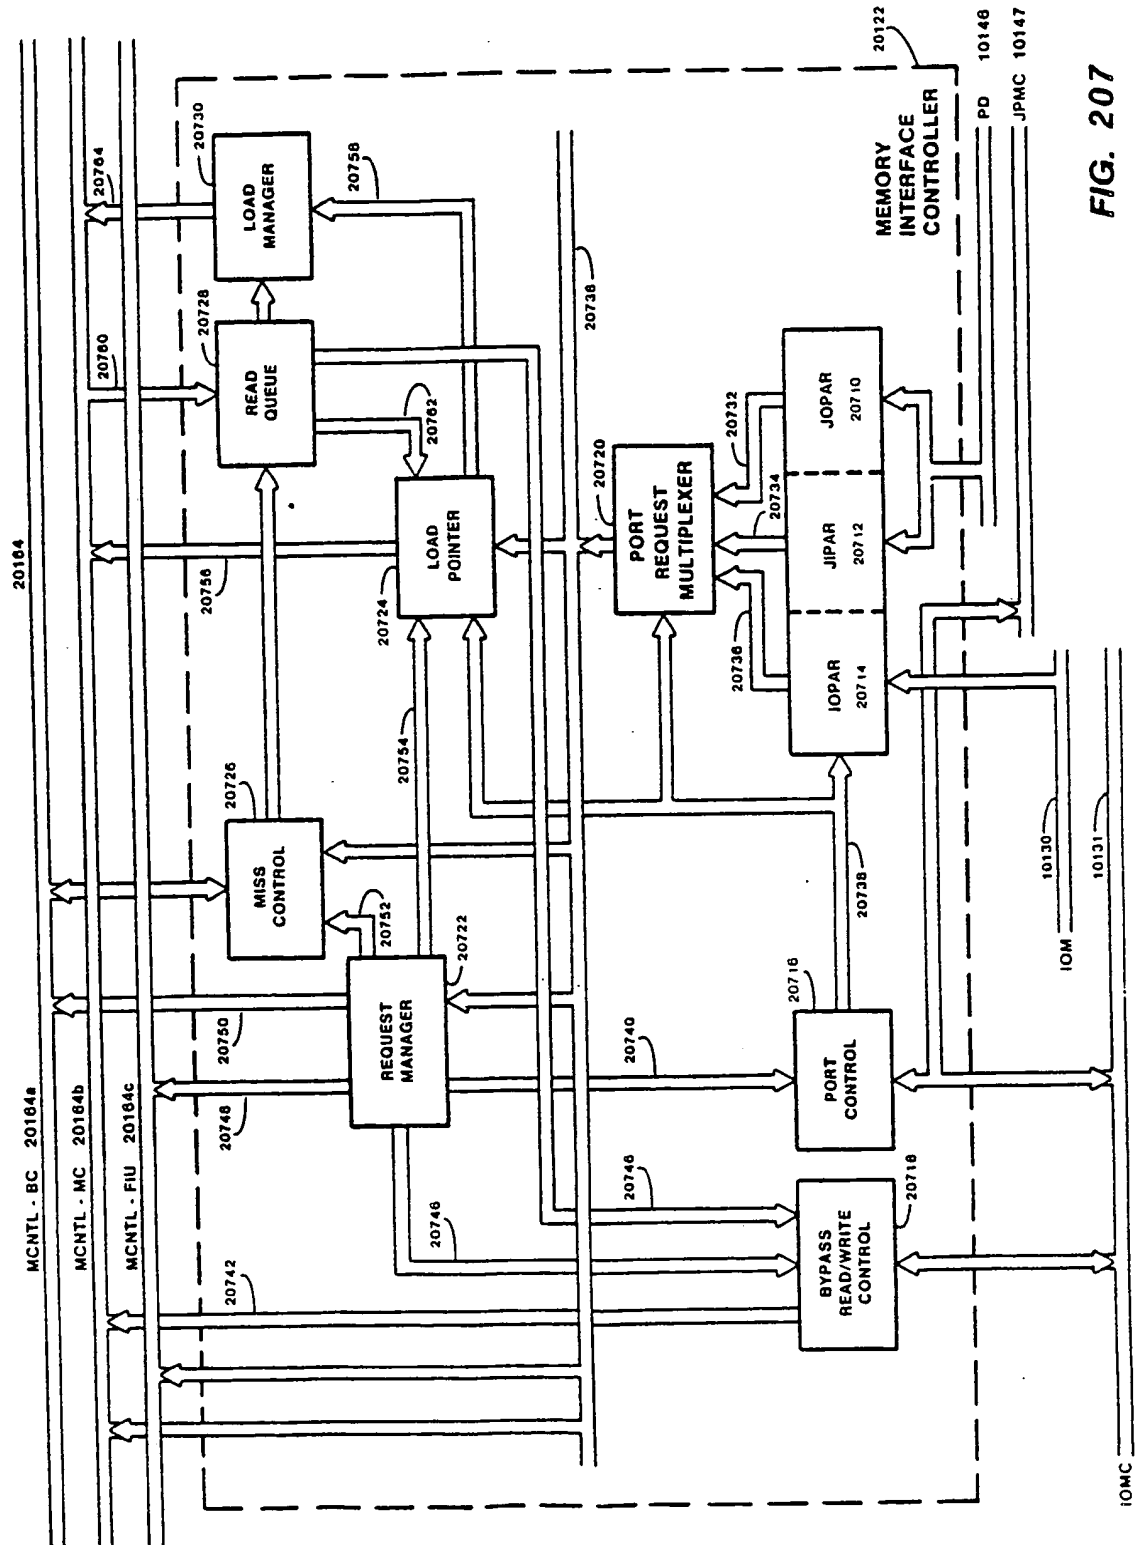 20164
MCNTL - BC 20164a
MCNTL - MC 20164b
MCNTL - FIU 20164c
20742
20748
20750
20756
20760
20764
MISS
CONTROL
20726
READ
QUEUE
20728
LOAD
MANAGER
20730
20752
20762
20758
REQUEST
MANAGER
20722
20754
LOAD
POINTER
20724
20746
20740
20738
20746
20736
20734
20732
PORT
REQUEST
MULTIPLEXER
20720
BYPASS
READ/WRITE
CONTROL
20718
PORT
CONTROL
20716
20738
IOPAR
20714
JIPAR
20712
JOPAR
20710
MEMORY
INTERFACE
CONTROLLER
20122
PD 10146
JPMC 10147
IOM
10130
IOMC
10131
FIG. 207